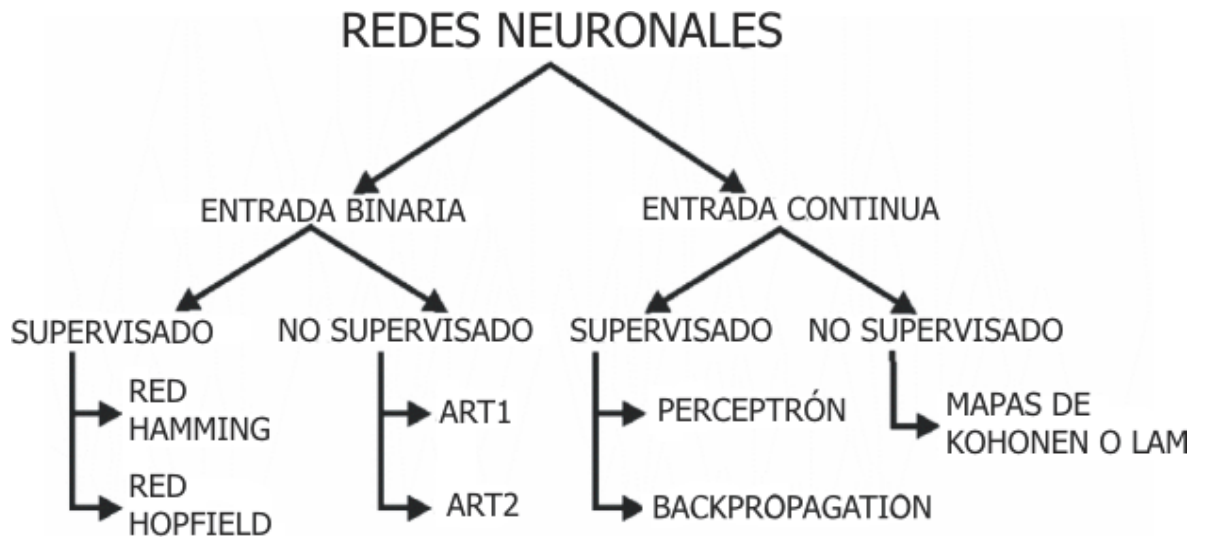 REDES NEURONALES
ENTRADA BINARIA
ENTRADA CONTINUA
SUPERVISADO
NO SUPERVISADO
SUPERVISADO
NO SUPERVISADO
RED
HAMMING
RED
HOPFIELD
ART1
ART2
PERCEPTRÓN
BACKPROPAGATION
MAPAS DE
KOHONEN O LAM